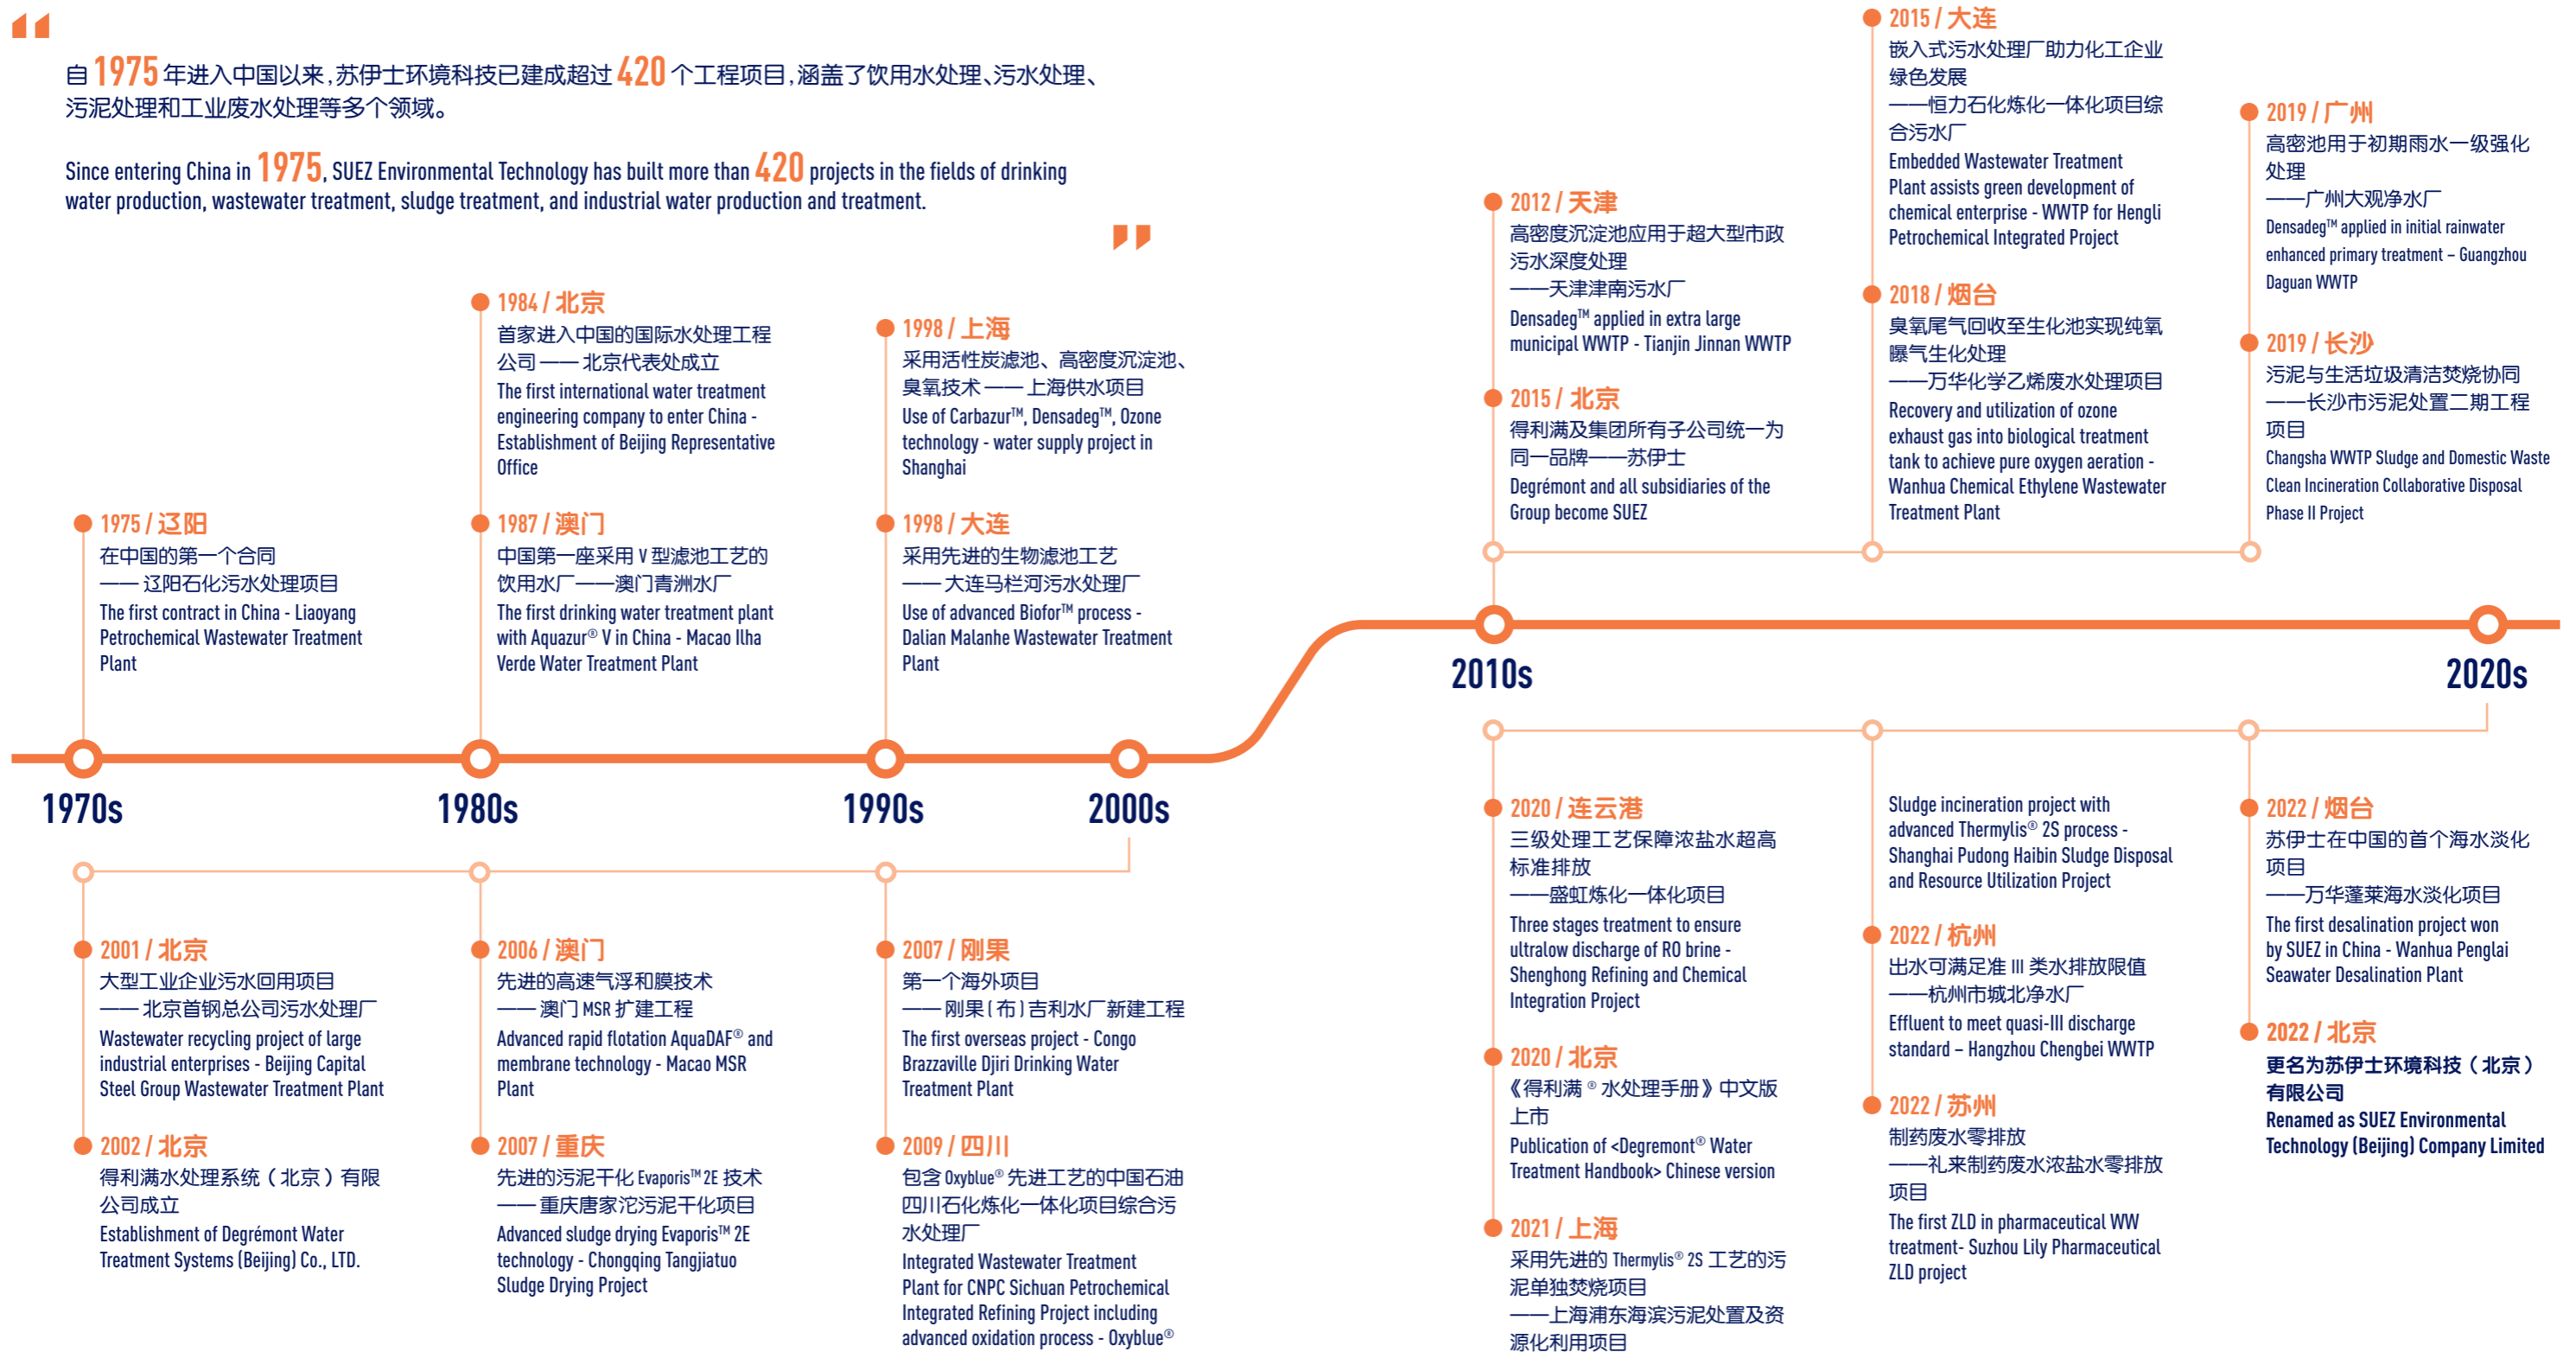 自 1975 年进入中国以来，苏伊士环境科技已建成超过 420 个工程项目，涵盖了饮用水处理、污水处理、
污泥处理和工业废水处理等多个领域。
Since entering China in 1975, SUEZ Environmental Technology has built more than 420 projects in the fields of drinking
water production, wastewater treatment, sludge treatment, and industrial water production and treatment.
1975 / 辽阳
在中国的第一个合同
—— 辽阳石化污水处理项目
The first contract in China - Liaoyang
Petrochemical Wastewater Treatment
Plant
1984 / 北京
首家进入中国的国际水处理工程
公司 —— 北京代表处成立
The first international water treatment
engineering company to enter China -
Establishment of Beijing Representative
Office
1987 / 澳门
中国第一座采用 V 型滤池工艺的
饮用水厂——澳门青洲水厂
The first drinking water treatment plant
with Aquazur® V in China - Macao Ilha
Verde Water Treatment Plant
1998 / 上海
采用活性炭滤池、高密度沉淀池、
臭氧技术 —— 上海供水项目
Use of Carbazur™, Densadeg™, Ozone
technology - water supply project in
Shanghai
1998 / 大连
采用先进的生物滤池工艺
—— 大连马栏河污水处理厂
Use of advanced Biofor™ process -
Dalian Malanhe Wastewater Treatment
Plant
1970s
1980s
1990s
2000s
2001 / 北京
大型工业企业污水回用项目
—— 北京首钢总公司污水处理厂
Wastewater recycling project of large
industrial enterprises - Beijing Capital
Steel Group Wastewater Treatment Plant
2002 / 北京
得利满水处理系统（北京）有限
公司成立
Establishment of Degrémont Water
Treatment Systems (Beijing) Co., LTD.
2006 / 澳门
先进的高速气浮和膜技术
—— 澳门 MSR 扩建工程
Advanced rapid flotation AquaDAF® and
membrane technology - Macao MSR
Plant
2007 / 重庆
先进的污泥干化 Evaporis™ 2E 技术
—— 重庆唐家沱污泥干化项目
Advanced sludge drying Evaporis™ 2E
technology - Chongqing Tangjiatuo
Sludge Drying Project
2007 / 刚果
第一个海外项目
—— 刚果(布)吉利水厂新建工程
The first overseas project - Congo
Brazzaville Djiri Drinking Water
Treatment Plant
2009 / 四川
包含 Oxyblue® 先进工艺的中国石油
四川石化炼化一体化项目综合污
水处理厂
Integrated Wastewater Treatment
Plant for CNPC Sichuan Petrochemical
Integrated Refining Project including
advanced oxidation process - Oxyblue®
2012 / 天津
高密度沉淀池应用于超大型市政
污水深度处理
——天津津南污水厂
Densadeg™ applied in extra large
municipal WWTP - Tianjin Jinnan WWTP
2015 / 北京
得利满及集团所有子公司统一为
同一品牌——苏伊士
Degrémont and all subsidiaries of the
Group become SUEZ
2015 / 大连
嵌入式污水处理厂助力化工企业
绿色发展
——恒力石化炼化一体化项目综
合污水厂
Embedded Wastewater Treatment
Plant assists green development of
chemical enterprise - WWTP for Hengli
Petrochemical Integrated Project
2018 / 烟台
臭氧尾气回收至生化池实现纯氧
曝气生化处理
——万华化学乙烯废水处理项目
Recovery and utilization of ozone
exhaust gas into biological treatment
tank to achieve pure oxygen aeration -
Wanhua Chemical Ethylene Wastewater
Treatment Plant
2019 / 广州
高密池用于初期雨水一级强化
处理
——广州大观净水厂
Densadeg™ applied in initial rainwater
enhanced primary treatment – Guangzhou
Daguan WWTP
2019 / 长沙
污泥与生活垃圾清洁焚烧协同
——长沙市污泥处置二期工程
项目
Changsha WWTP Sludge and Domestic Waste
Clean Incineration Collaborative Disposal
Phase II Project
2010s
2020s
2020 / 连云港
三级处理工艺保障浓盐水超高
标准排放
——盛虹炼化一体化项目
Three stages treatment to ensure
ultralow discharge of RO brine -
Shenghong Refining and Chemical
Integration Project
2020 / 北京
《得利满 ® 水处理手册》中文版
上市
Publication of <Degremont® Water
Treatment Handbook> Chinese version
2021 / 上海
采用先进的 Thermylis® 2S 工艺的污
泥单独焚烧项目
——上海浦东海滨污泥处置及资
源化利用项目
Sludge incineration project with
advanced Thermylis® 2S process -
Shanghai Pudong Haibin Sludge Disposal
and Resource Utilization Project
2022 / 杭州
出水可满足准 III 类水排放限值
——杭州市城北净水厂
Effluent to meet quasi-III discharge
standard – Hangzhou Chengbei WWTP
2022 / 苏州
制药废水零排放
——礼来制药废水浓盐水零排放
项目
The first ZLD in pharmaceutical WW
treatment- Suzhou Lily Pharmaceutical
ZLD project
2022 / 烟台
苏伊士在中国的首个海水淡化
项目
——万华蓬莱海水淡化项目
The first desalination project won
by SUEZ in China - Wanhua Penglai
Seawater Desalination Plant
2022 / 北京
更名为苏伊士环境科技（北京）
有限公司
Renamed as SUEZ Environmental
Technology (Beijing) Company Limited